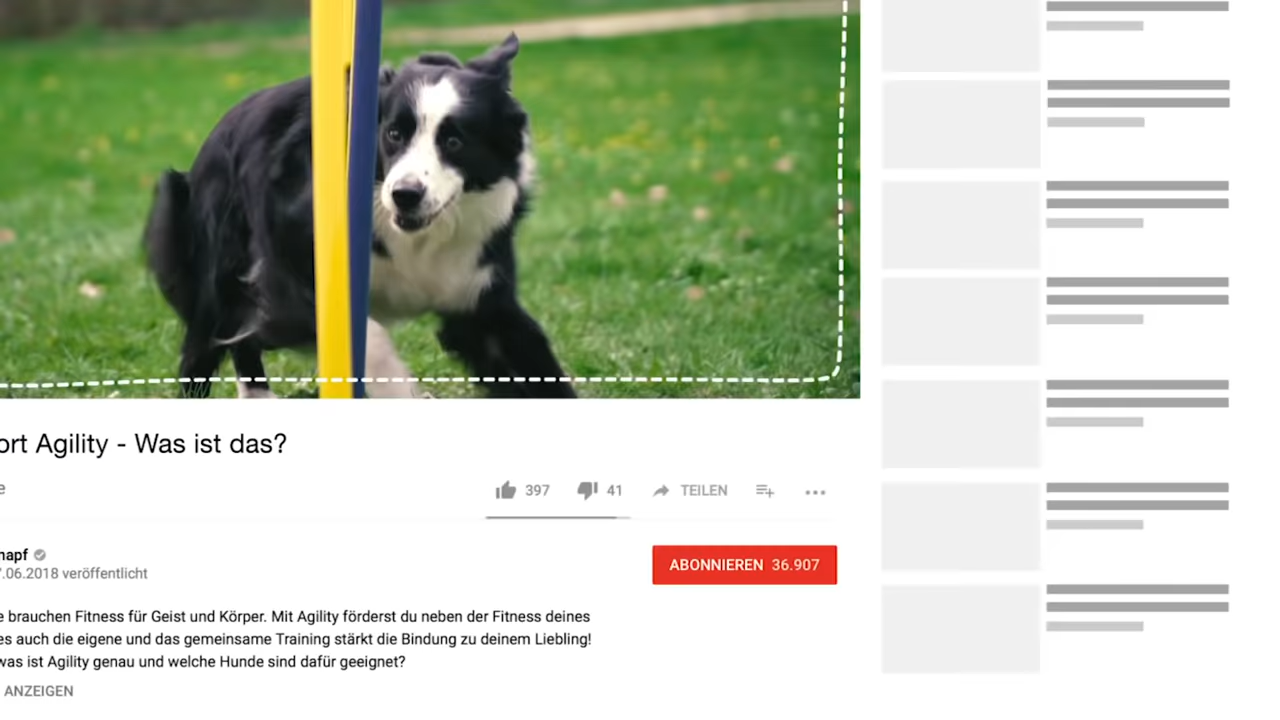 ort Agility - Was ist das?
e
397 41 TEILEN
napf
.06.2018 veröffentlicht
ABONNIEREN 36.907
e brauchen Fitness für Geist und Körper. Mit Agility förderst du neben der Fitness deines
es auch die eigene und das gemeinsame Training stärkt die Bindung zu deinem Liebling!
was ist Agility genau und welche Hunde sind dafür geeignet?
ANZEIGEN